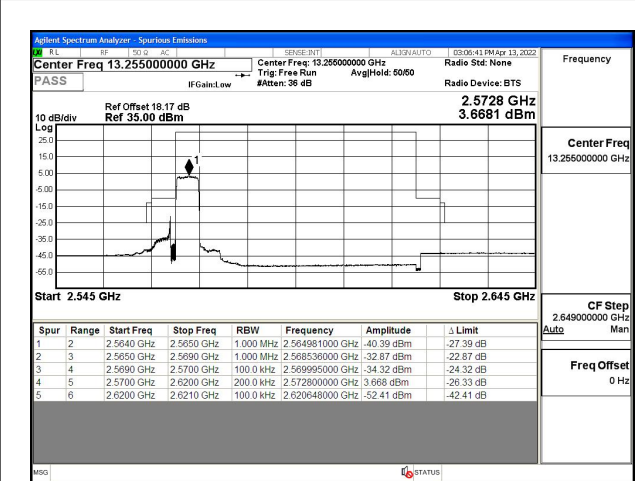 Agilent Spectrum Analyzer - Spurious Emissions
LXI RL RF 50 Ω AC SENSE:INT ALIGN AUTO 03:06:41 PM Apr 13, 2022
Center Freq 13.255000000 GHz
Center Freq: 13.255000000 GHz
Radio Std: None
Trig: Free Run Avg|Hold: 50/50
PASS
IFGain:Low
#Atten: 36 dB
Radio Device: BTS
Ref Offset 18.17 dB
2.5728 GHz
10 dB/div Ref 35.00 dBm
3.6681 dBm
Log
25.0
15.0
5.00
-5.00
-15.0
-25.0
-35.0
-45.0
-55.0
1
Start 2.545 GHz Stop 2.645 GHz
Spur Range Start Freq Stop Freq RBW Frequency Amplitude Δ Limit
1 2 2.5640 GHz 2.5650 GHz 1.000 MHz 2.564981000 GHz -40.39 dBm -27.39 dB
2 3 2.5650 GHz 2.5690 GHz 1.000 MHz 2.568536000 GHz -32.87 dBm -22.87 dB
3 4 2.5690 GHz 2.5700 GHz 100.0 kHz 2.569995000 GHz -34.32 dBm -24.32 dB
4 5 2.5700 GHz 2.6200 GHz 200.0 kHz 2.572800000 GHz 3.668 dBm -26.33 dB
5 6 2.6200 GHz 2.6210 GHz 100.0 kHz 2.620648000 GHz -52.41 dBm -42.41 dB
MSG STATUS
Frequency
Center Freq
13.255000000 GHz
CF Step
2.649000000 GHz
Auto Man
Freq Offset
0 Hz